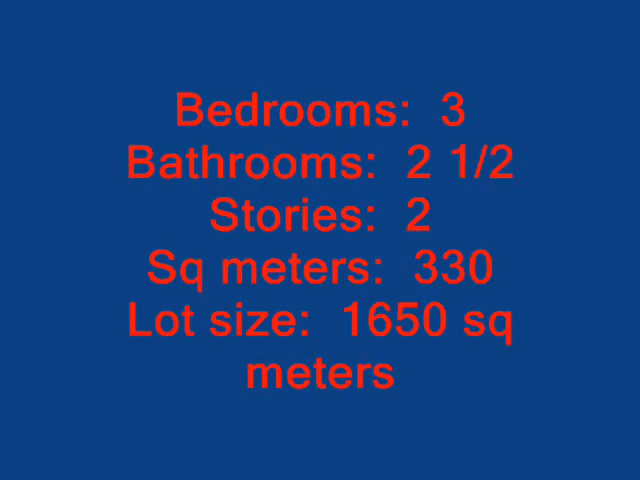 Bedrooms:  3
Bathrooms:  2 1/2
Stories:  2
Sq meters:  330
Lot size:  1650 sq
meters